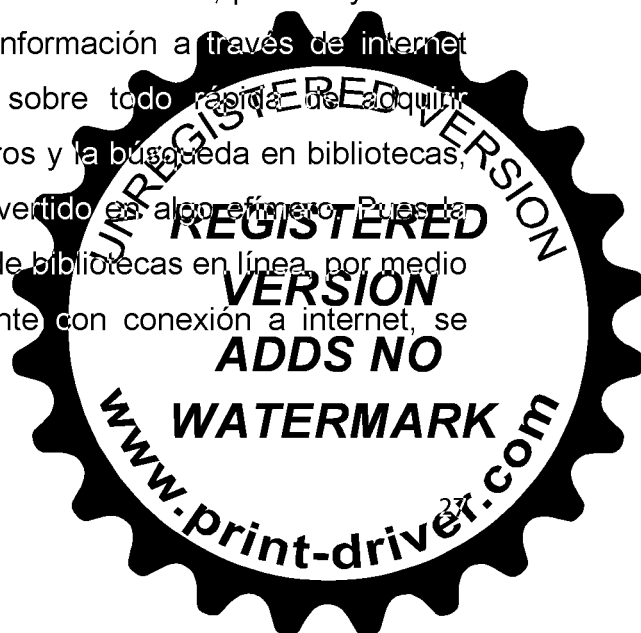 nformación a través de internet
sobre todo rápida de adquirir
ros y la búsqueda en bibliotecas,
vertido en algo efímero. Pues la
de bibliotecas en línea, por medio
nte con conexión a internet, se
27
UNREGISTERED VERSION
REGISTERED
VERSION
ADDS NO
WATERMARK
www.print-driver.com